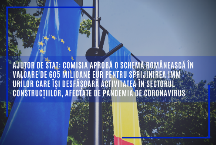 AJUTOR DE STAT: COMISIA APROBĂ O SCHEMĂ ROMÂNEASCĂ ÎN
VALOARE DE 605 MILIOANE EUR PENTRU SPRIJINIREA IMM
URILOR CARE ÎȘI DESFĂȘOARĂ ACTIVITATEA ÎN SECTORUL
CONSTRUCȚIILOR, AFECTATE DE PANDEMIA DE CORONAVIRUS